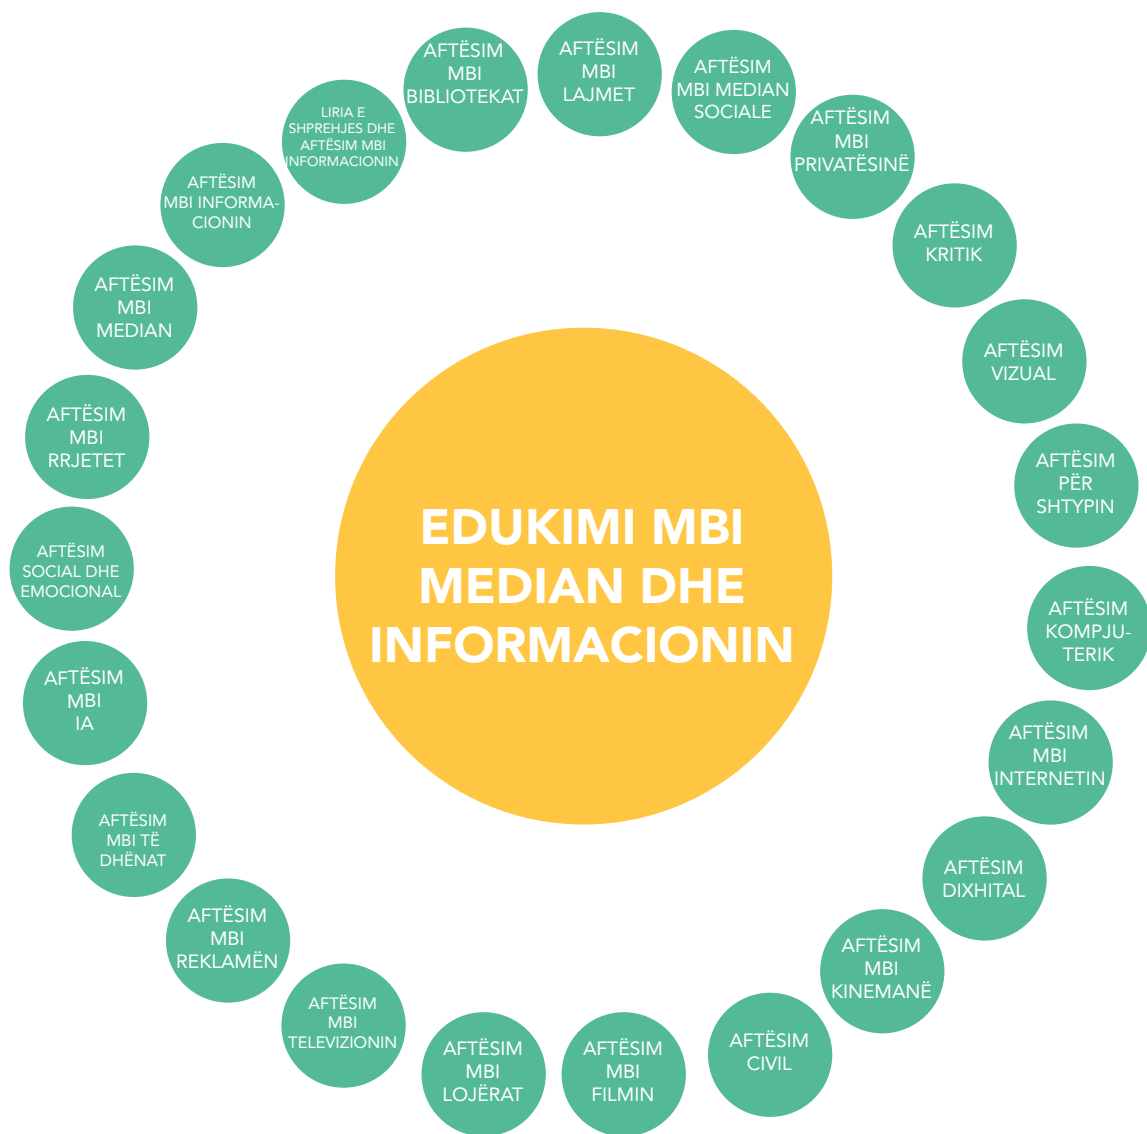 AFTËSIM
MBI
LAJMET
AFTËSIM
MBI MEDIAN
SOCIALE
AFTËSIM
MBI
PRIVATËSINË
AFTËSIM
KRITIK
AFTËSIM
VIZUAL
AFTËSIM
PËR
SHTYPIN
AFTËSIM
KOMPJU-
TERIK
AFTËSIM
MBI
INTERNETIN
AFTËSIM
DIXHITAL
AFTËSIM
MBI
KINEMANË
AFTËSIM
CIVIL
AFTËSIM
MBI
FILMIN
AFTËSIM
MBI
LOJËRAT
AFTËSIM
MBI
TELEVIZIONIN
AFTËSIM
MBI
REKLAMËN
AFTËSIM
MBI TË
DHËNAT
AFTËSIM
MBI
IA
AFTËSIM
SOCIAL DHE
EMOCIONAL
AFTËSIM
MBI
RRJETET
AFTËSIM
MBI
MEDIAN
AFTËSIM
MBI INFORMA-
CIONIN
LIRIA E
SHPREHJES DHE
AFTËSIM MBI
INFORMACIONIN
AFTËSIM
MBI
BIBLIOTEKAT
EDUKIMI MBI
MEDIAN DHE
INFORMACIONIN